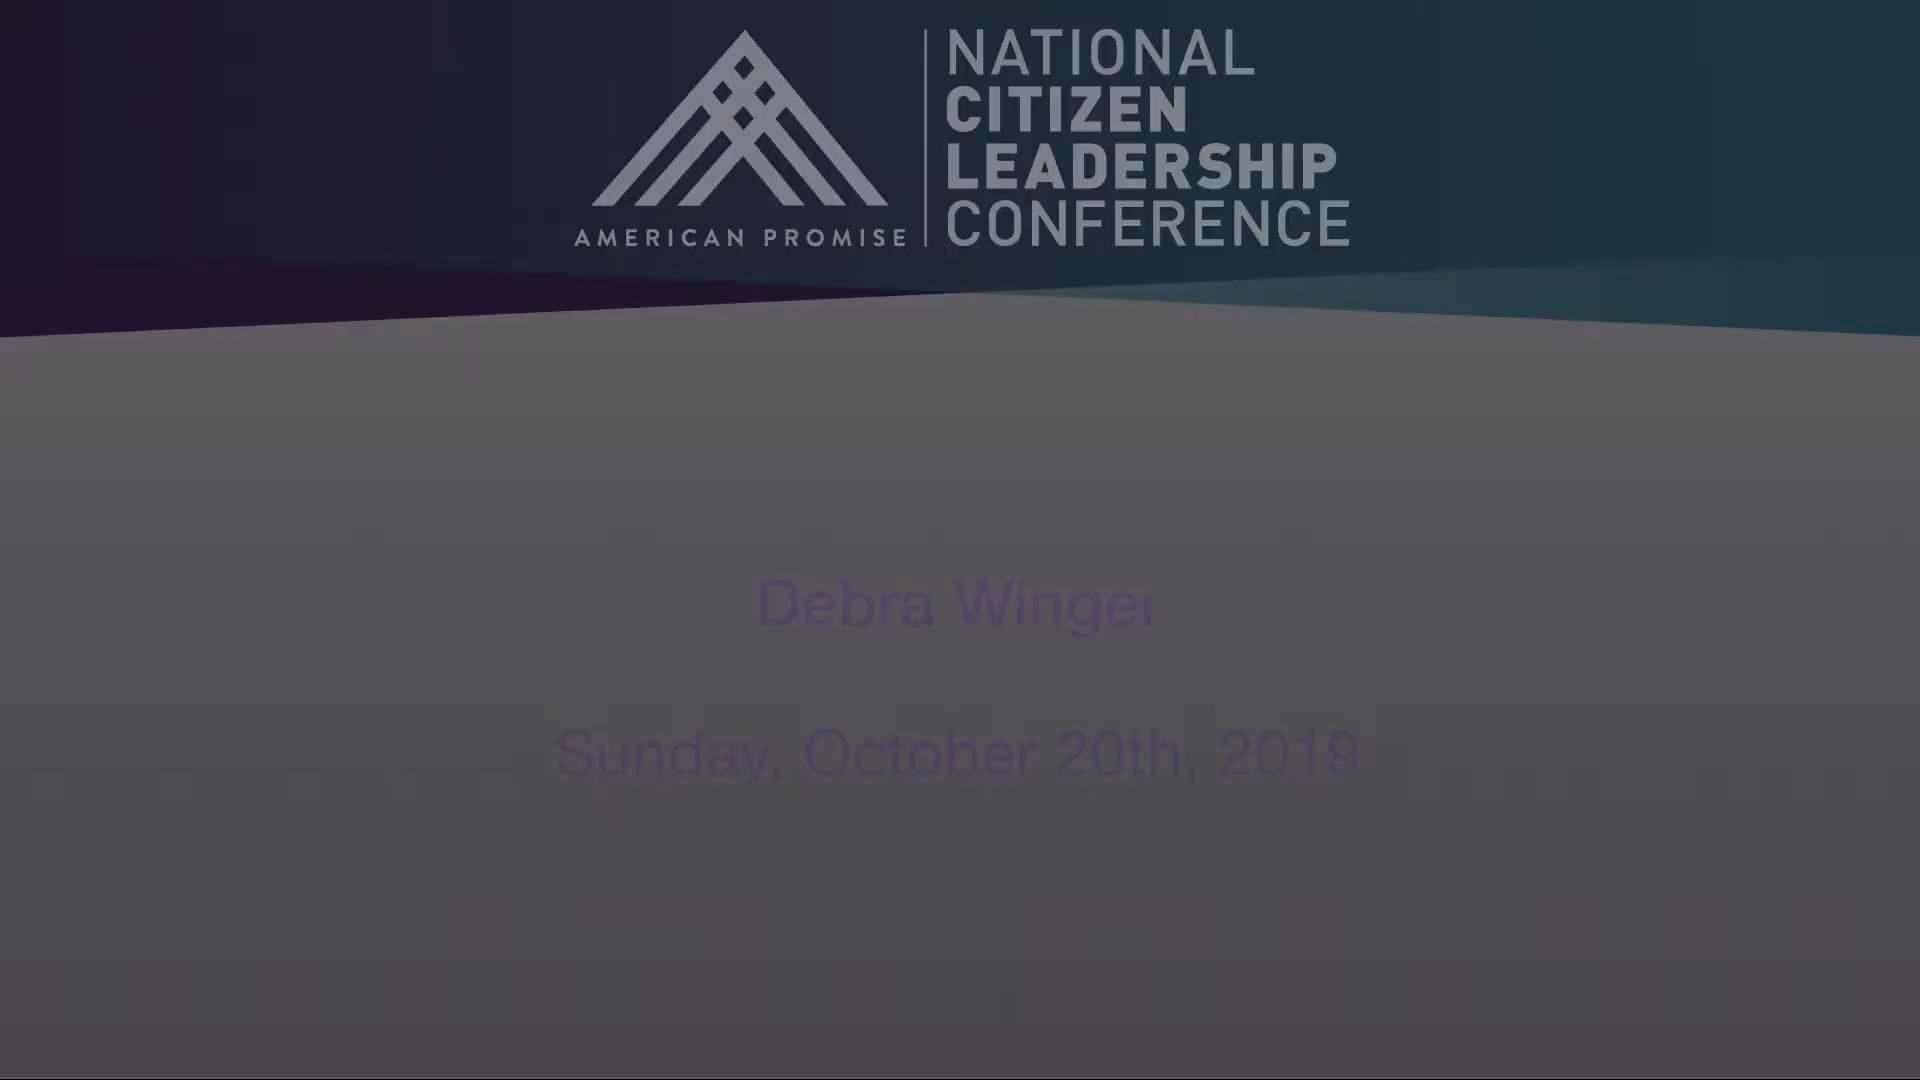 NATIONAL
CITIZEN
LEADERSHIP
CONFERENCE
AMERICAN PROMISE
Debra Winger
Sunday, October 20th, 2019